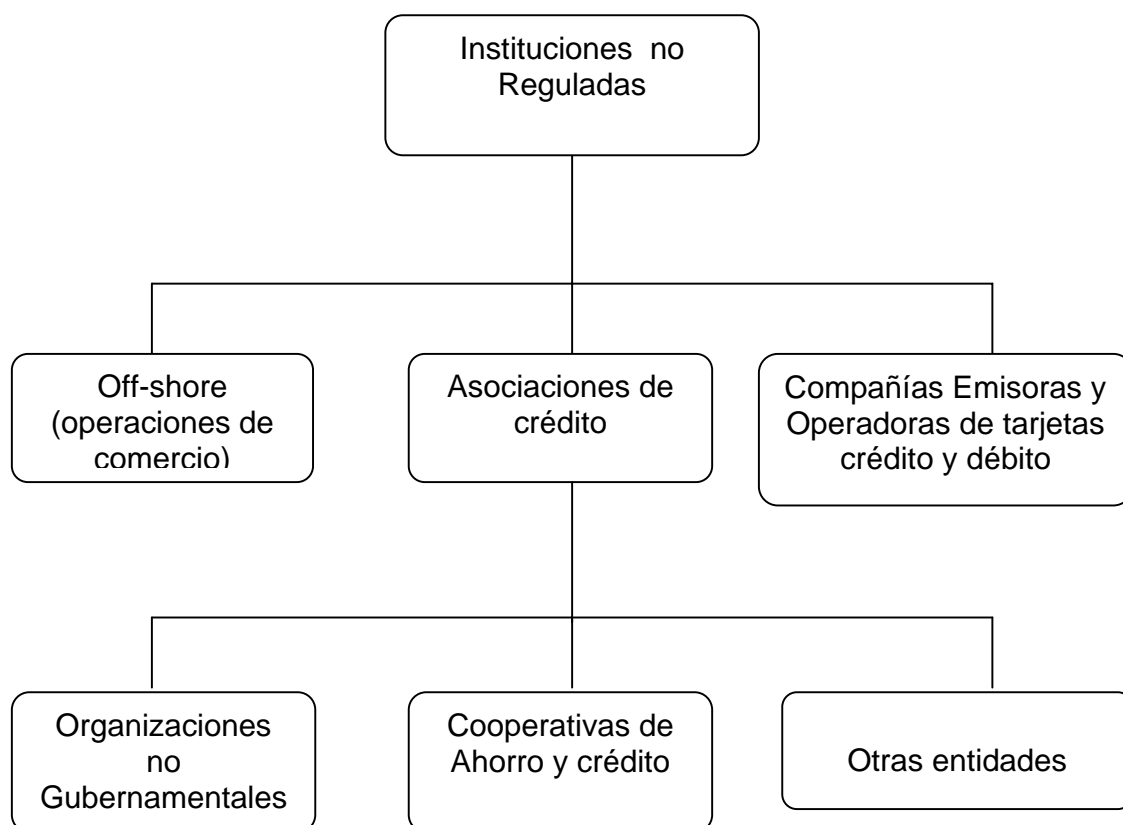 Instituciones no
Reguladas
Off-shore
(operaciones de
comercio)
Asociaciones de
crédito
Compañías Emisoras y
Operadoras de tarjetas
crédito y débito
Organizaciones
no
Gubernamentales
Cooperativas de
Ahorro y crédito
Otras entidades